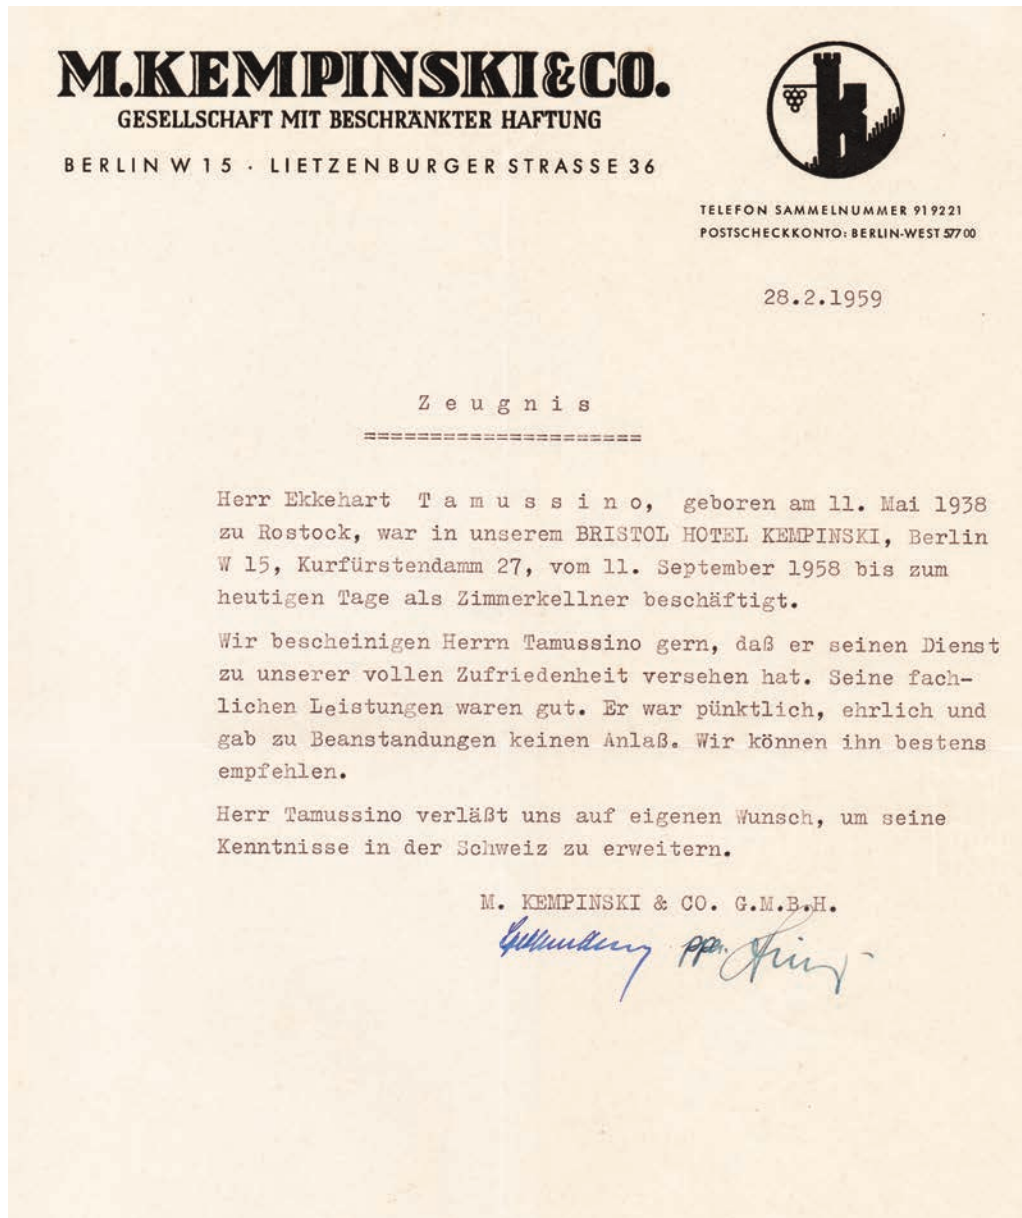 M.KEMPINSKI & CO.
GESELLSCHAFT MIT BESCHRÄNKTER HAFTUNG
BERLIN W 15 · LIETZENBURGER STRASSE 36
TELEFON SAMMELNUMMER 91 92 21
POSTSCHECKKONTO: BERLIN-WEST 577 00
28.2.1959
Z e u g n i s
=====================
Herr Ekkehart T a m u s s i n o, geboren am 11. Mai 1938
zu Rostock, war in unserem BRISTOL HOTEL KEMPINSKI, Berlin
W 15, Kurfürstendamm 27, vom 11. September 1958 bis zum
heutigen Tage als Zimmerkellner beschäftigt.
Wir bescheinigen Herrn Tamussino gern, daß er seinen Dienst
zu unserer vollen Zufriedenheit versehen hat. Seine fach-
lichen Leistungen waren gut. Er war pünktlich, ehrlich und
gab zu Beanstandungen keinen Anlaß. Wir können ihn bestens
empfehlen.
Herr Tamussino verläßt uns auf eigenen Wunsch, um seine
Kenntnisse in der Schweiz zu erweitern.
M. KEMPINSKI & CO. G.M.B.H.
ppa.